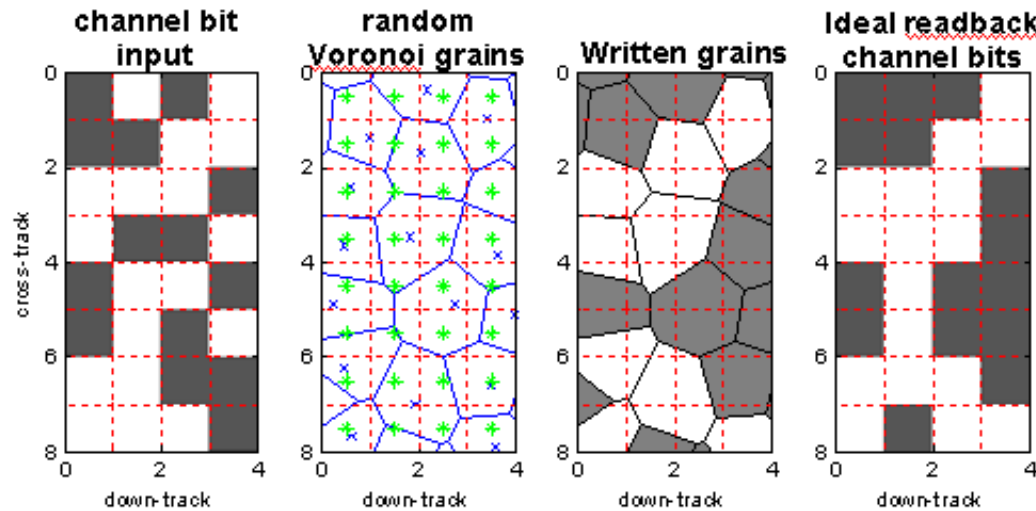 channel bit
input
random
Voronoi grains
Written grains
Ideal readback
channel bits
cros-track
0
2
4
6
8
0 2 4
down-track
0
2
4
6
8
0 2 4
down-track
0
2
4
6
8
0 2 4
down-track
0
2
4
6
8
0 2 4
down-track